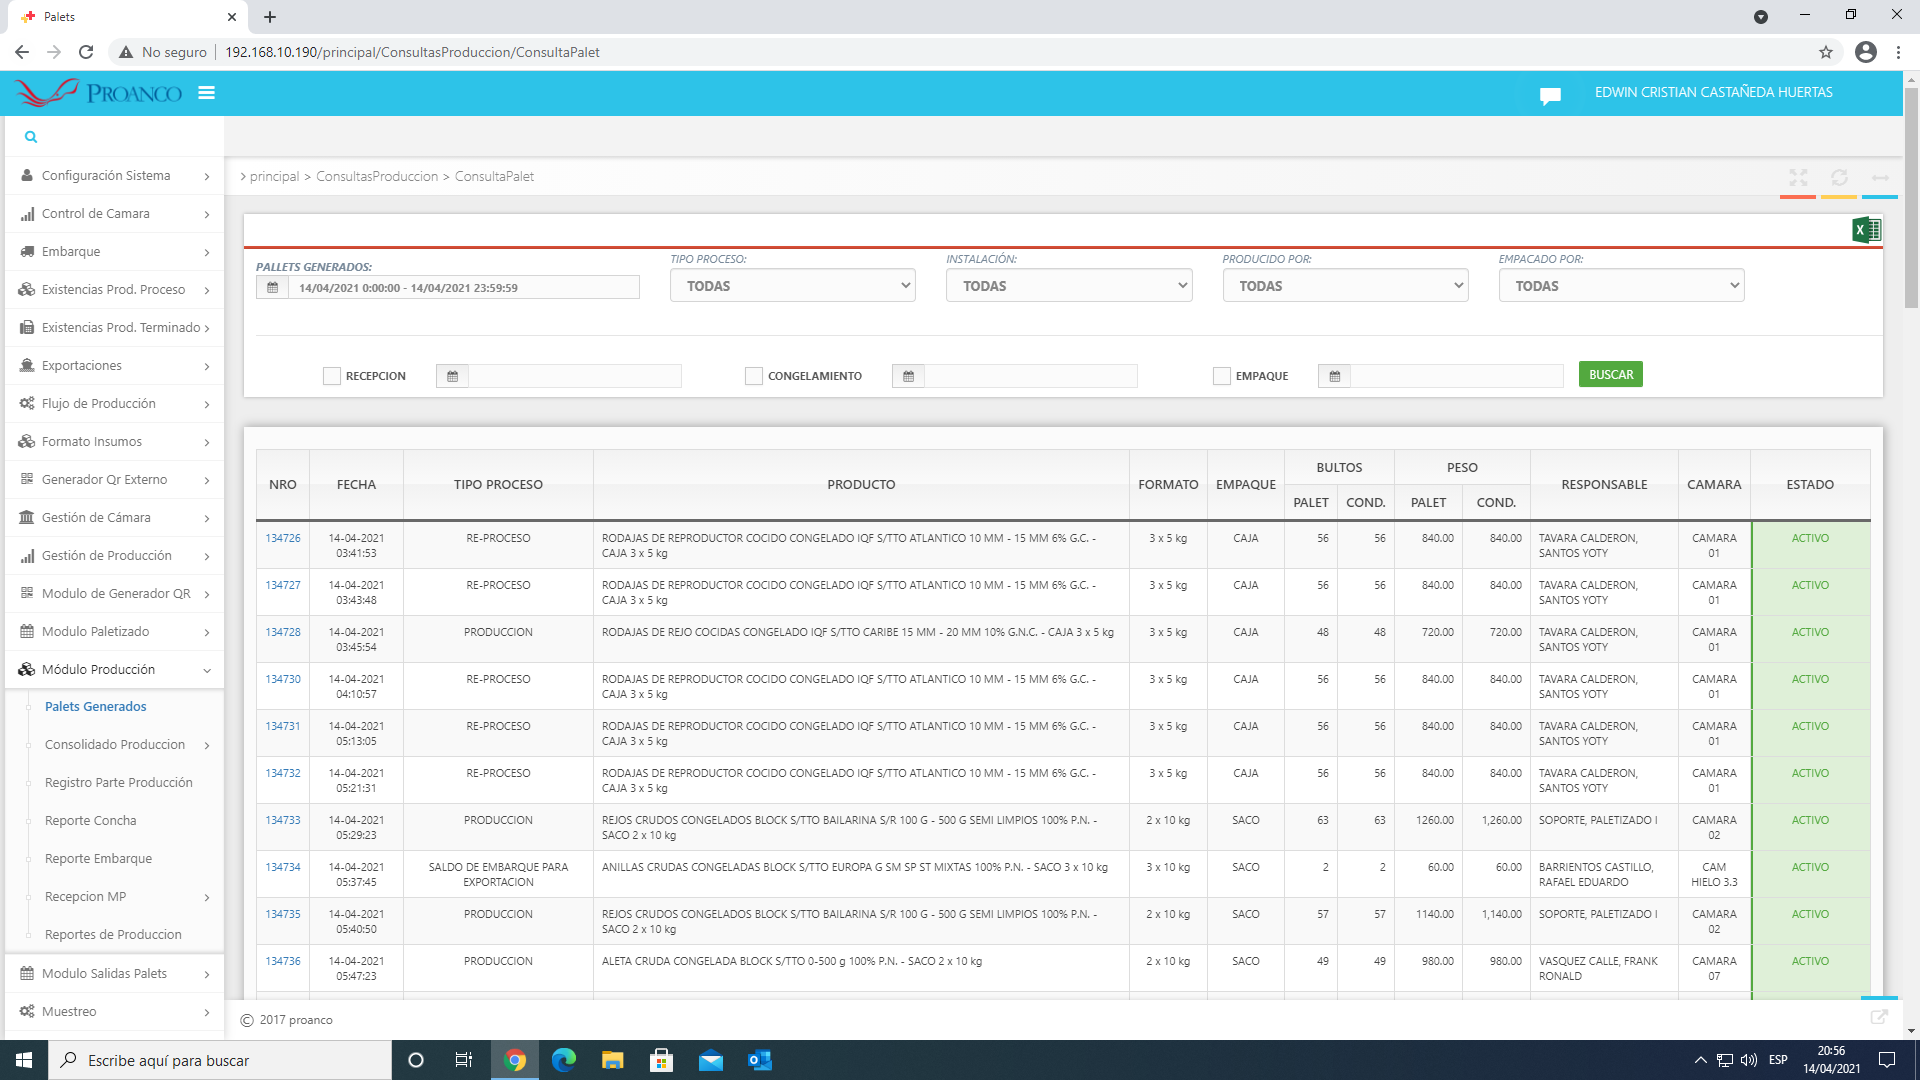 Palets
No seguro
192.168.10.190/principal/ConsultasProduccion/ConsultaPalet
PROANCO
EDWIN CRISTIAN CASTAÑEDA HUERTAS
Configuración Sistema
Control de Camara
Embarque
Existencias Prod. Proceso
Existencias Prod. Terminado
Exportaciones
Flujo de Producción
Formato Insumos
Generador Qr Externo
Gestión de Cámara
Gestión de Producción
Modulo de Generador QR
Modulo Paletizado
Módulo Producción
Palets Generados
Consolidado Produccion
Registro Parte Producción
Reporte Concha
Reporte Embarque
Recepcion MP
Reportes de Produccion
Modulo Salidas Palets
Muestreo
> principal > ConsultasProduccion > ConsultaPalet
PALLETS GENERADOS:
14/04/2021 0:00:00 - 14/04/2021 23:59:59
TIPO PROCESO:
TODAS
INSTALACIÓN:
TODAS
PRODUCIDO POR:
TODAS
EMPACADO POR:
TODAS
RECEPCION
CONGELAMIENTO
EMPAQUE
BUSCAR
NRO FECHA TIPO PROCESO PRODUCTO FORMATO EMPAQUE BULTOS PESO RESPONSABLE CAMARA ESTADO
PALET COND. PALET COND.
134726 14-04-2021 RE-PROCESO RODAJAS DE REPRODUCTOR COCIDO CONGELADO IQF S/TTO ATLANTICO 10 MM - 15 MM 6% G.C. - 3 x 5 kg CAJA 56 56 840.00 840.00 TAVARA CALDERON, CAMARA ACTIVO
03:41:53 CAJA 3 x 5 kg SANTOS YOTY 01
134727 14-04-2021 RE-PROCESO RODAJAS DE REPRODUCTOR COCIDO CONGELADO IQF S/TTO ATLANTICO 10 MM - 15 MM 6% G.C. - 3 x 5 kg CAJA 56 56 840.00 840.00 TAVARA CALDERON, CAMARA ACTIVO
03:43:48 CAJA 3 x 5 kg SANTOS YOTY 01
134728 14-04-2021 PRODUCCION RODAJAS DE REJO COCIDAS CONGELADO IQF S/TTO CARIBE 15 MM - 20 MM 10% G.N.C. - CAJA 3 x 5 kg 3 x 5 kg CAJA 48 48 720.00 720.00 TAVARA CALDERON, CAMARA ACTIVO
03:45:54 SANTOS YOTY 01
134730 14-04-2021 RE-PROCESO RODAJAS DE REPRODUCTOR COCIDO CONGELADO IQF S/TTO ATLANTICO 10 MM - 15 MM 6% G.C. - 3 x 5 kg CAJA 56 56 840.00 840.00 TAVARA CALDERON, CAMARA ACTIVO
04:10:57 CAJA 3 x 5 kg SANTOS YOTY 01
134731 14-04-2021 RE-PROCESO RODAJAS DE REPRODUCTOR COCIDO CONGELADO IQF S/TTO ATLANTICO 10 MM - 15 MM 6% G.C. - 3 x 5 kg CAJA 56 56 840.00 840.00 TAVARA CALDERON, CAMARA ACTIVO
05:13:05 CAJA 3 x 5 kg SANTOS YOTY 01
134732 14-04-2021 RE-PROCESO RODAJAS DE REPRODUCTOR COCIDO CONGELADO IQF S/TTO ATLANTICO 10 MM - 15 MM 6% G.C. - 3 x 5 kg CAJA 56 56 840.00 840.00 TAVARA CALDERON, CAMARA ACTIVO
05:21:31 CAJA 3 x 5 kg SANTOS YOTY 01
134733 14-04-2021 PRODUCCION REJOS CRUDOS CONGELADOS BLOCK S/TTO BAILARINA S/R 100 G - 500 G SEMI LIMPIOS 100% P.N. - 2 x 10 kg SACO 63 63 1260.00 1,260.00 SOPORTE, PALETIZADO I CAMARA ACTIVO
05:29:23 SACO 2 x 10 kg 02
134734 14-04-2021 SALDO DE EMBARQUE PARA ANILLAS CRUDAS CONGELADAS BLOCK S/TTO EUROPA G SM SP ST MIXTAS 100% P.N. - SACO 3 x 10 kg 3 x 10 kg SACO 2 2 60.00 60.00 BARRIENTOS CASTILLO, CAM ACTIVO
05:37:45 EXPORTACION RAFAEL EDUARDO HIELO 3.3
134735 14-04-2021 PRODUCCION REJOS CRUDOS CONGELADOS BLOCK S/TTO BAILARINA S/R 100 G - 500 G SEMI LIMPIOS 100% P.N. - 2 x 10 kg SACO 57 57 1140.00 1,140.00 SOPORTE, PALETIZADO I CAMARA ACTIVO
05:40:50 SACO 2 x 10 kg 02
134736 14-04-2021 PRODUCCION ALETA CRUDA CONGELADA BLOCK S/TTO 0-500 g 100% P.N. - SACO 2 x 10 kg 2 x 10 kg SACO 49 49 980.00 980.00 VASQUEZ CALLE, FRANK CAMARA ACTIVO
05:47:23 RONALD 07
© 2017 proanco
Escribe aquí para buscar
ESP
20:56
14/04/2021